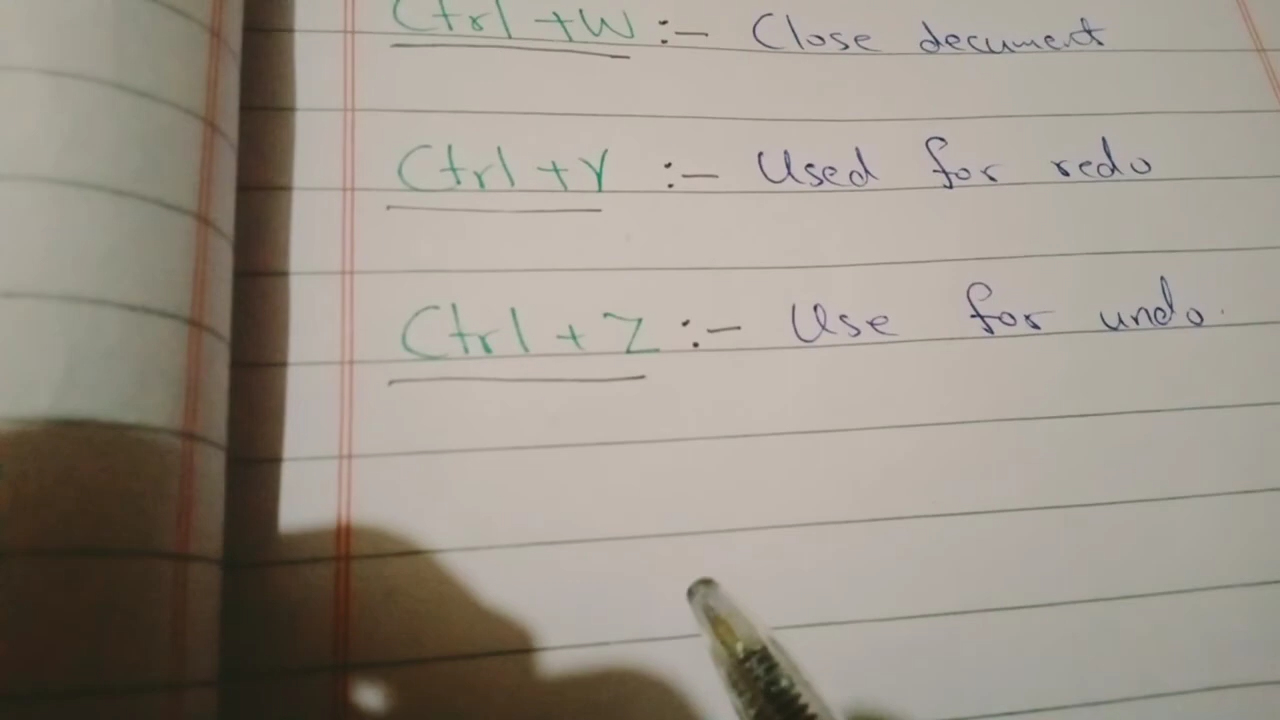 Ctrl + W :- Close decument
Ctrl + Y :- Used for redo
Ctrl + Z :- Use for undo.